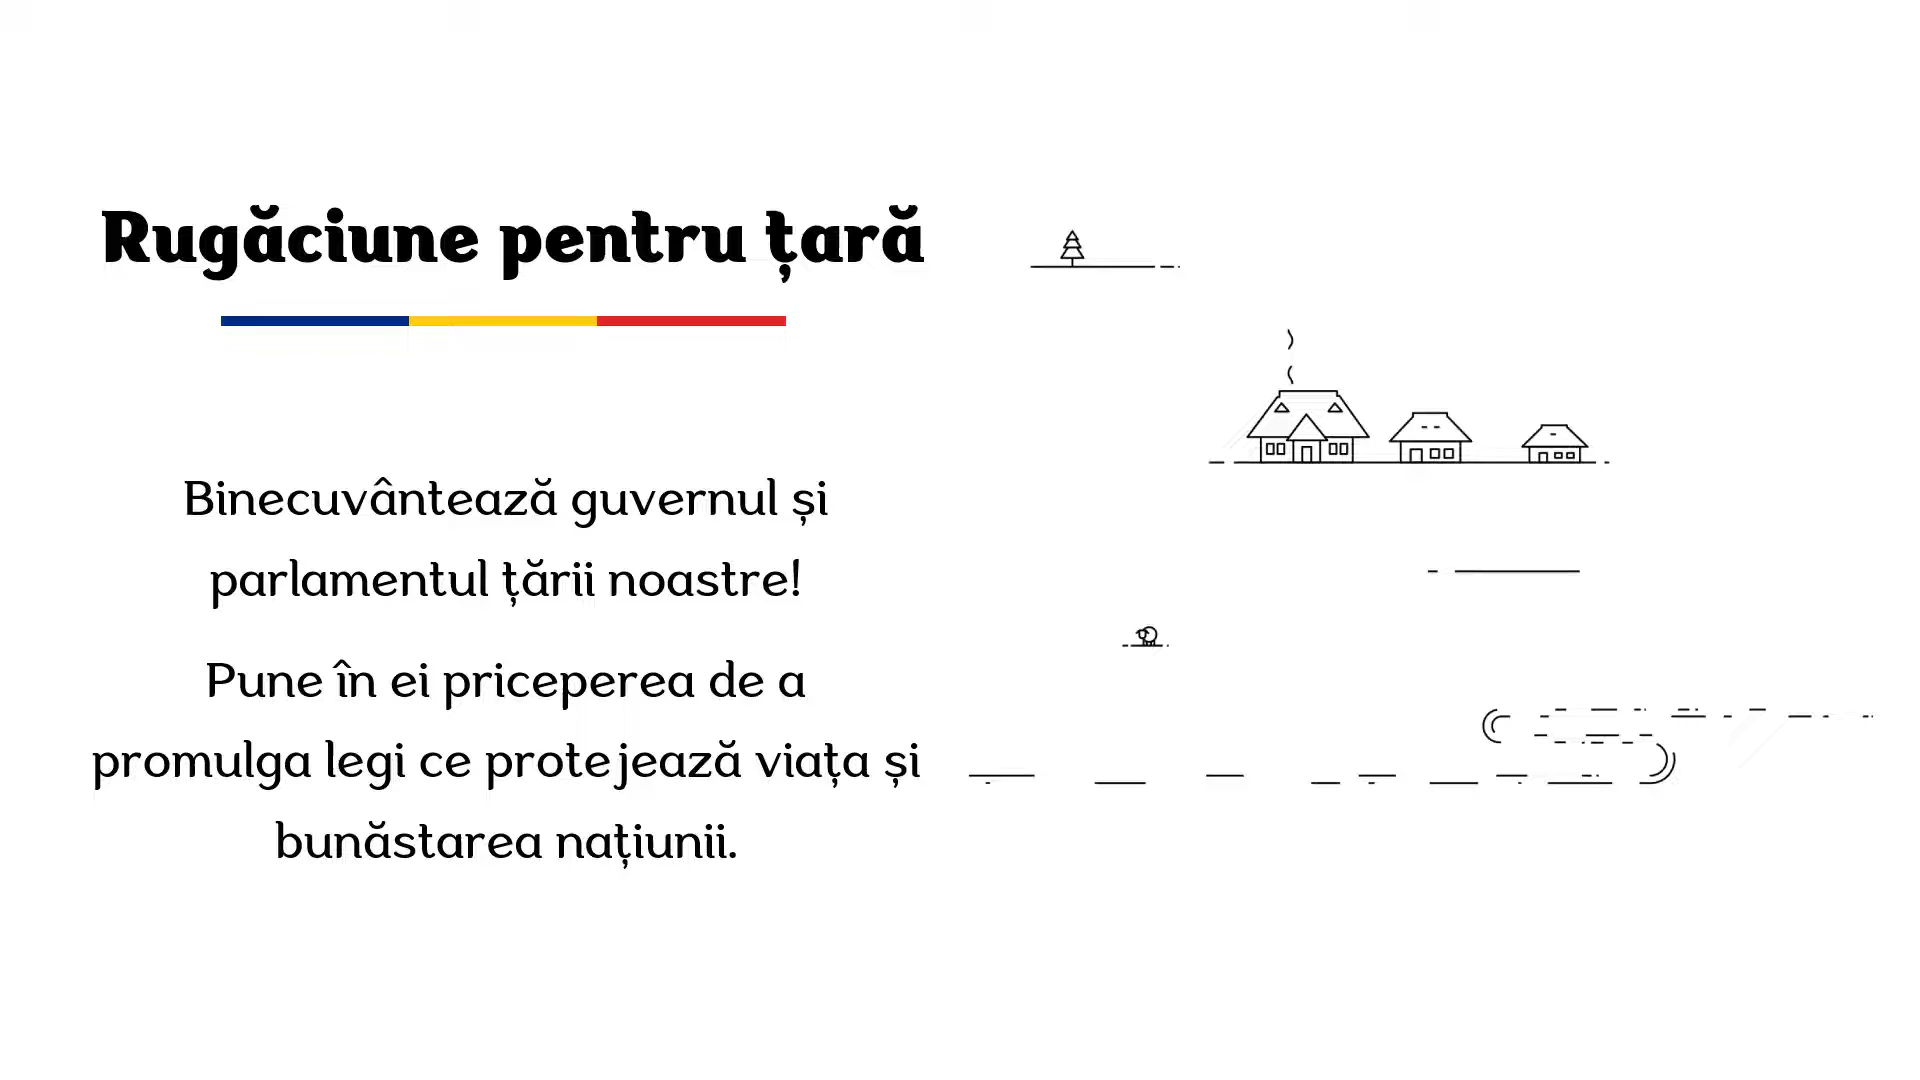 Rugăciune pentru țară
Binecuvântează guvernul și
parlamentul țării noastre!
Pune în ei priceperea de a
promulga legi ce protejează viața și
bunăstarea națiunii.